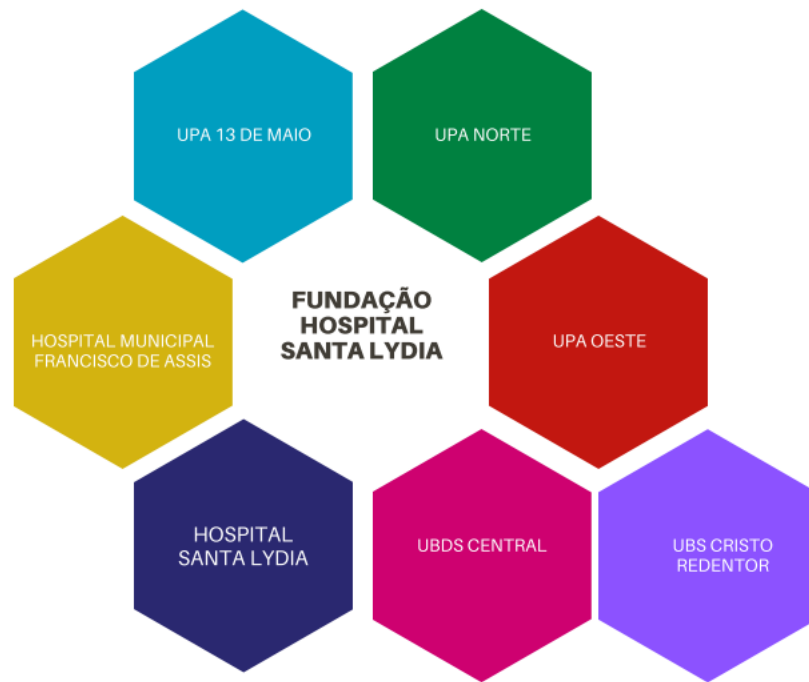 UPA 13 DE MAIO
UPA NORTE
FUNDAÇÃO
HOSPITAL
SANTA LYDIA
HOSPITAL MUNICIPAL
FRANCISCO DE ASSIS
UPA OESTE
HOSPITAL
SANTA LYDIA
UBDS CENTRAL
UBS CRISTO
REDENTOR